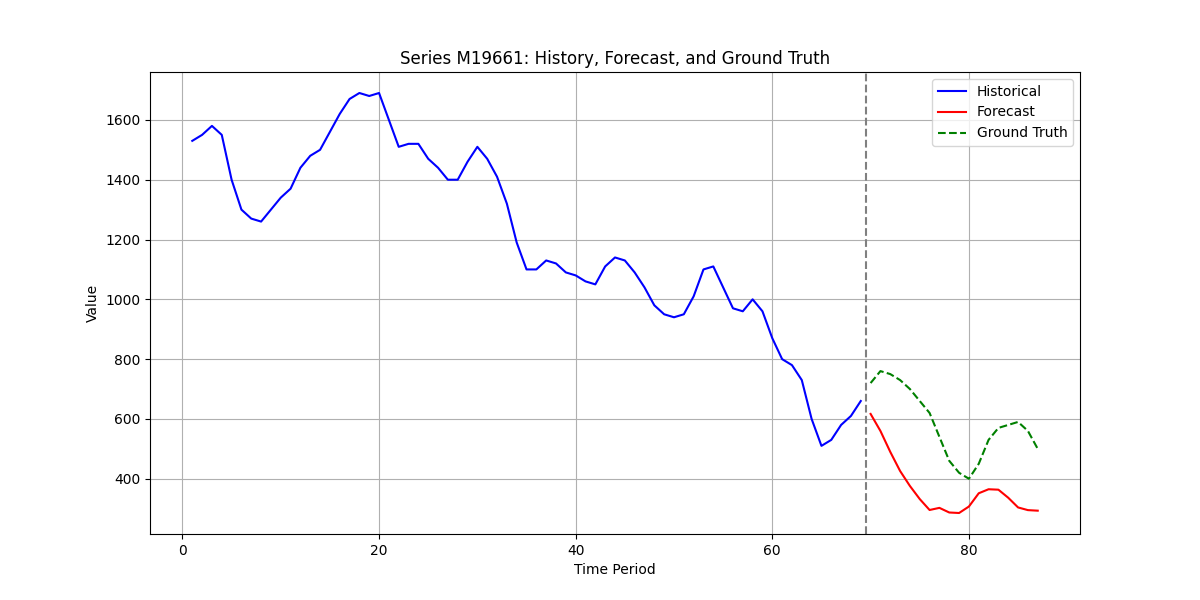 Series M19661: History, Forecast, and Ground Truth
Historical
Forecast
Ground Truth
1600
1400
1200
1000
800
600
400
Value
0 20 40 60 80
Time Period